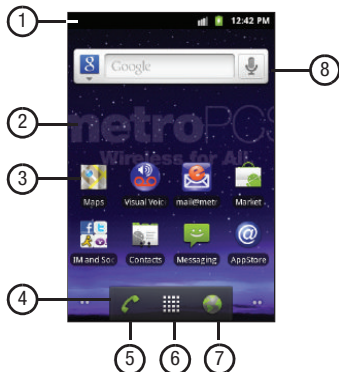 1
12:42 PM
8
Google
8
2
metroPCS
Wireless for All
3
Maps
Visual Voic
mail@metr
Market
IM and Soc
Contacts
Messaging
AppStore
4
5
6
7